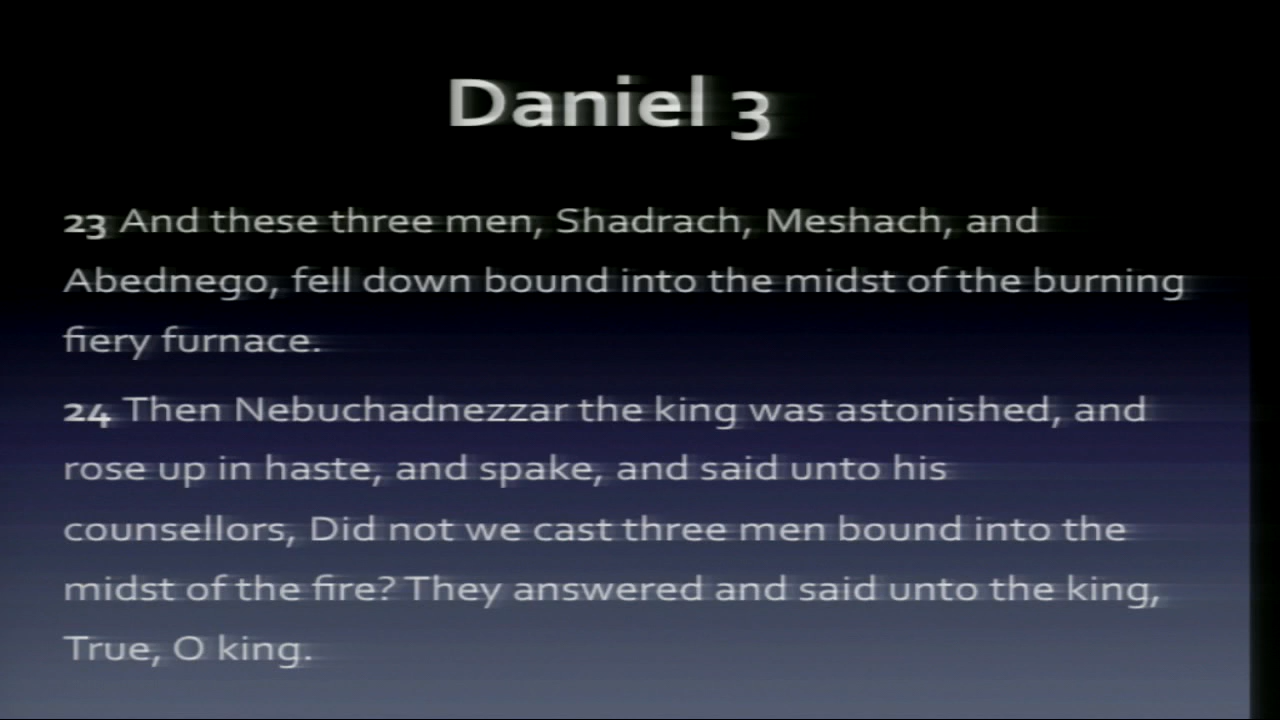 Daniel 3
23 And these three men, Shadrach, Meshach, and
Abednego, fell down bound into the midst of the burning
fiery furnace.
24 Then Nebuchadnezzar the king was astonished, and
rose up in haste, and spake, and said unto his
counsellors, Did not we cast three men bound into the
midst of the fire? They answered and said unto the king,
True, O king.